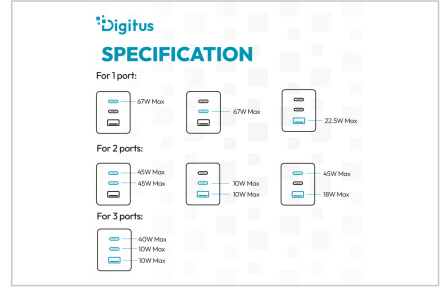 Digitus
SPECIFICATION
For 1 port:
67W Max
67W Max
22.5W Max
For 2 ports:
45W Max
45W Max
10W Max
10W Max
45W Max
18W Max
For 3 ports:
40W Max
10W Max
10W Max